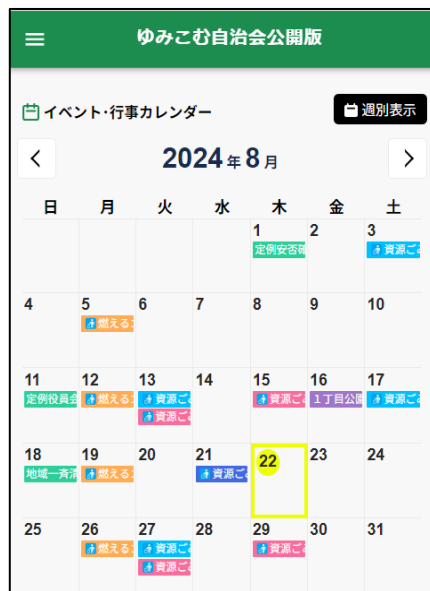 ゆみこむ自治会公開版
イベント・行事カレンダー
週別表示
2024年8月
日 月 火 水 木 金 土
1 2 3
定例安否確 資源ご
4 5 6 7 8 9 10
燃える
11 12 13 14 15 16 17
定例役員会 燃える 資源ご 資源ご 1丁目公園 資源ご
資源ご
18 19 20 21 22 23 24
地域一斉清 燃える 資源ご
25 26 27 28 29 30 31
燃える 資源ご 資源ご
資源ご